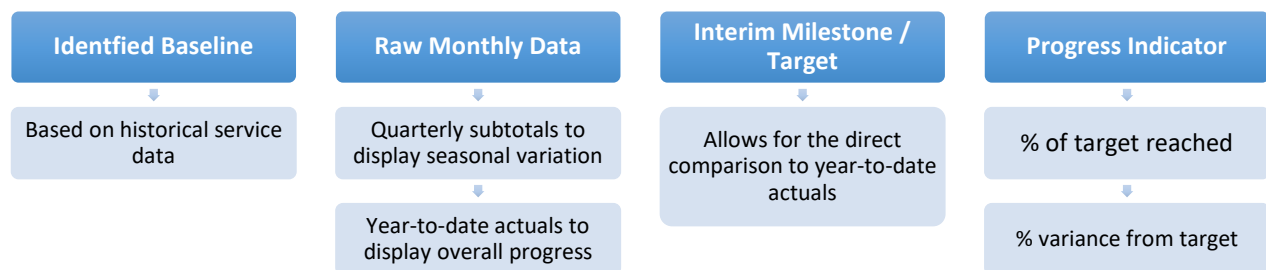 Identfied Baseline
Based on historical service
data
Raw Monthly Data
Quarterly subtotals to
display seasonal variation
Year-to-date actuals to
display overall progress
Interim Milestone /
Target
Allows for the direct
comparison to year-to-date
actuals
Progress Indicator
% of target reached
% variance from target